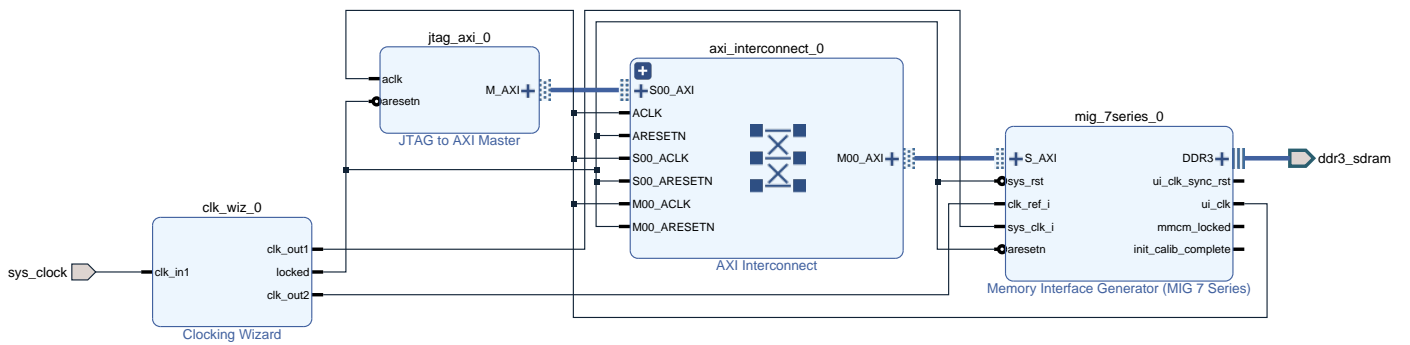 jtag_axi_0
aclk
aresetn
M_AXI
JTAG to AXI Master
axi_interconnect_0
S00_AXI
ACLK
ARESETN
S00_ACLK
S00_ARESETN
M00_ACLK
M00_ARESETN
M00_AXI
AXI Interconnect
mig_7series_0
S_AXI
sys_rst
clk_ref_i
sys_clk_i
aresetn
DDR3
ui_clk_sync_rst
ui_clk
mmcm_locked
init_calib_complete
Memory Interface Generator (MIG 7 Series)
ddr3_sdram
clk_wiz_0
sys_clock
clk_in1
clk_out1
locked
clk_out2
Clocking Wizard